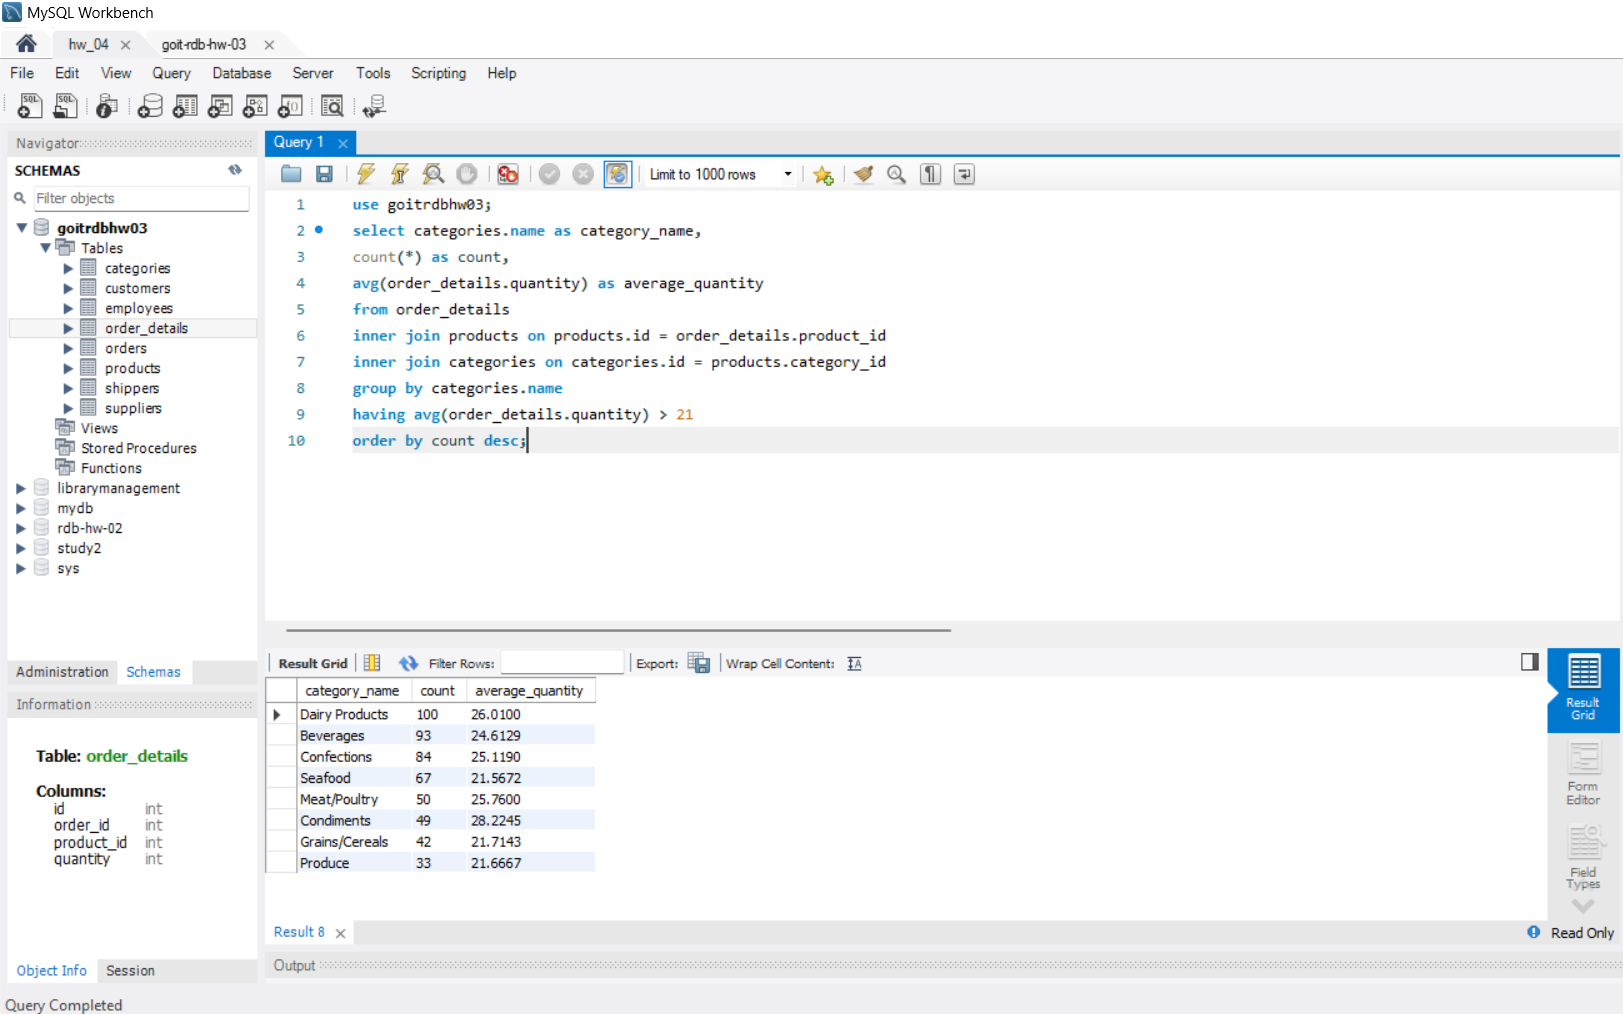 MySQL Workbench
hw_04
goit-rdb-hw-03
File Edit View Query Database Server Tools Scripting Help
Navigator
SCHEMAS
Filter objects
goitrdbhw03
Tables
categories
customers
employees
order_details
orders
products
shippers
suppliers
Views
Stored Procedures
Functions
librarymanagement
mydb
rdb-hw-02
study2
sys
Administration Schemas
Information
Table: order_details
Columns:
id int
order_id int
product_id int
quantity int
Object Info Session
Query 1
Limit to 1000 rows
1 use goitrdbhw03;
2 select categories.name as category_name,
3 count(*) as count,
4 avg(order_details.quantity) as average_quantity
5 from order_details
6 inner join products on products.id = order_details.product_id
7 inner join categories on categories.id = products.category_id
8 group by categories.name
9 having avg(order_details.quantity) > 21
10 order by count desc;
Result Grid Filter Rows: Export: Wrap Cell Content:
category_name count average_quantity
Dairy Products 100 26.0100
Beverages 93 24.6129
Confections 84 25.1190
Seafood 67 21.5672
Meat/Poultry 50 25.7600
Condiments 49 28.2245
Grains/Cereals 42 21.7143
Produce 33 21.6667
Result
Grid
Form
Editor
Field
Types
Result 8
Read Only
Output
Query Completed